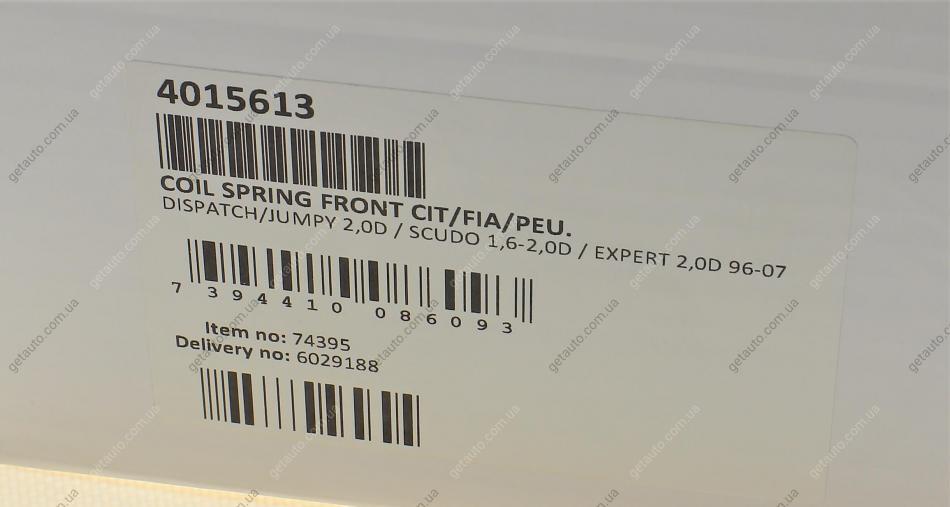 4015613
COIL SPRING FRONT CIT/FIA/PEU.
DISPATCH/JUMPY 2,0D / SCUDO 1,6-2,0D / EXPERT 2,0D 96-07
7 394410 086093
Item no: 74395
Delivery no: 6029188
getauto.com.ua